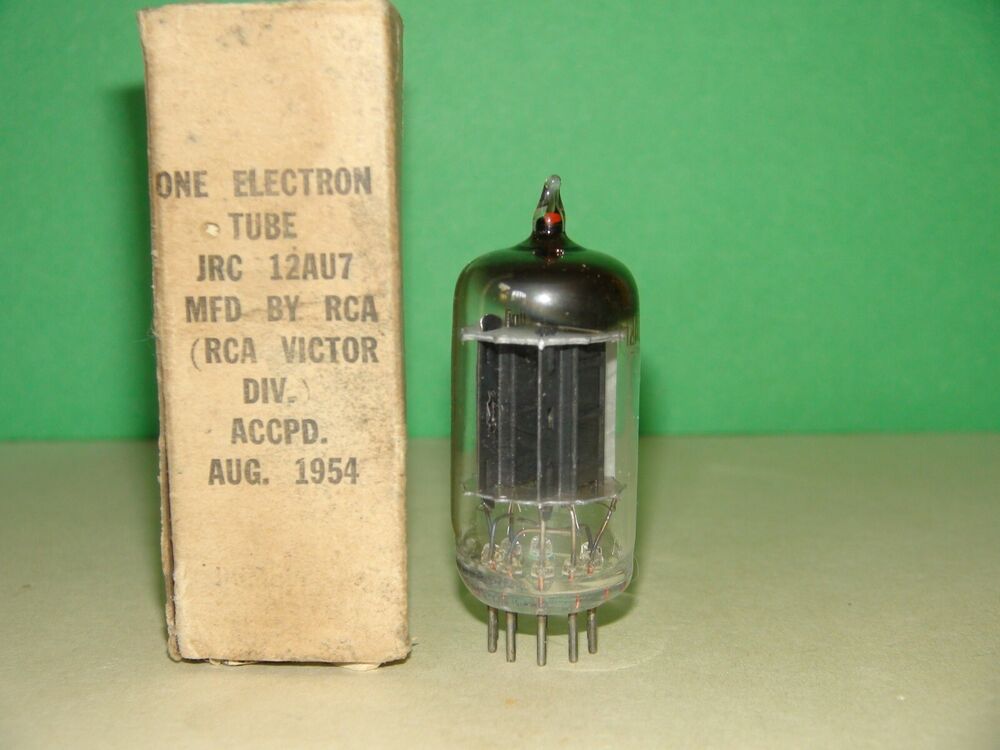 ONE ELECTRON
TUBE
JRC 12AU7
MFD BY RCA
(RCA VICTOR
DIV.)
ACCPD.
AUG. 1954